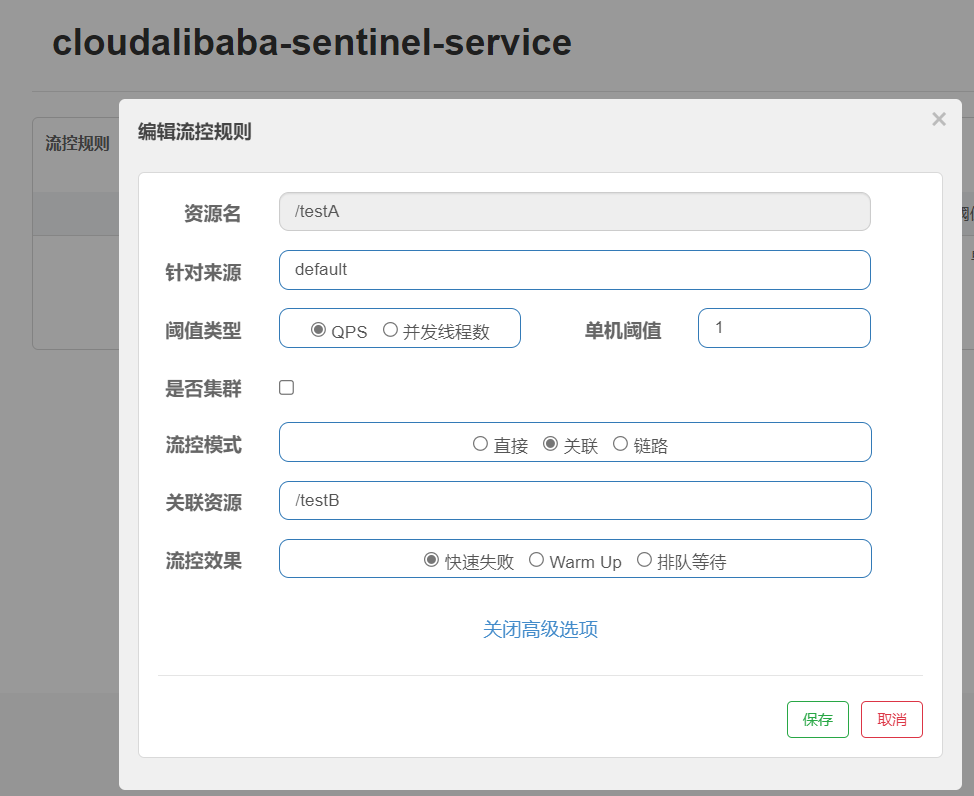 cloudalibaba-sentinel-service
流控规则
编辑流控规则
×
资源名 /testA
针对来源 default
阈值类型 QPS 并发线程数 单机阈值 1
是否集群
流控模式 直接 关联 链路
关联资源 /testB
流控效果 快速失败 Warm Up 排队等待
关闭高级选项
保存 取消